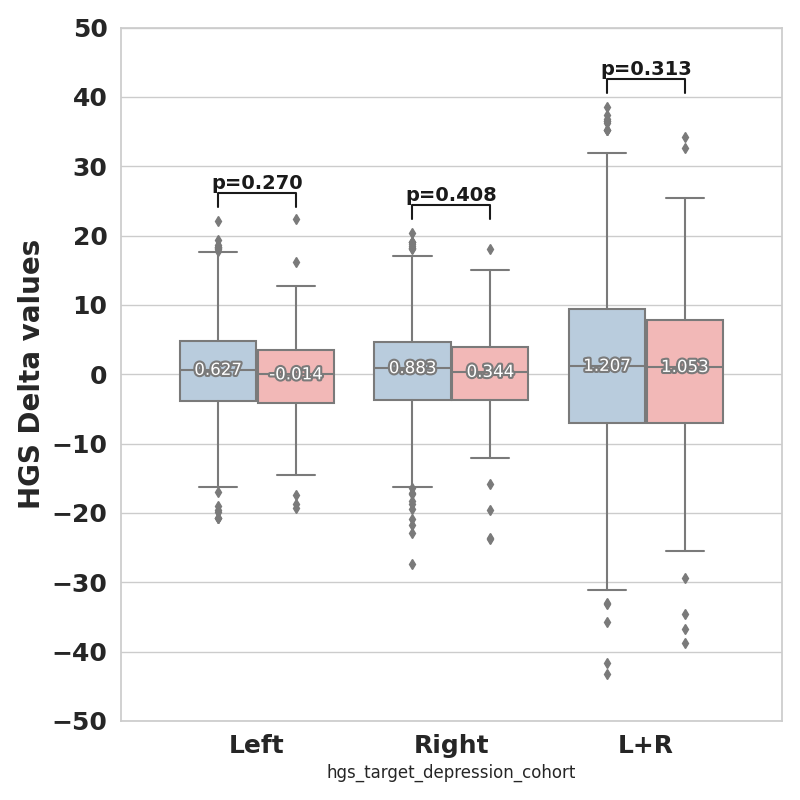 50
40
30
20
10
0
−10
−20
−30
−40
−50
HGS Delta values
p=0.270
p=0.408
p=0.313
0.627
-0.014
0.883
0.344
1.207
1.053
Left
Right
L+R
hgs_target_depression_cohort